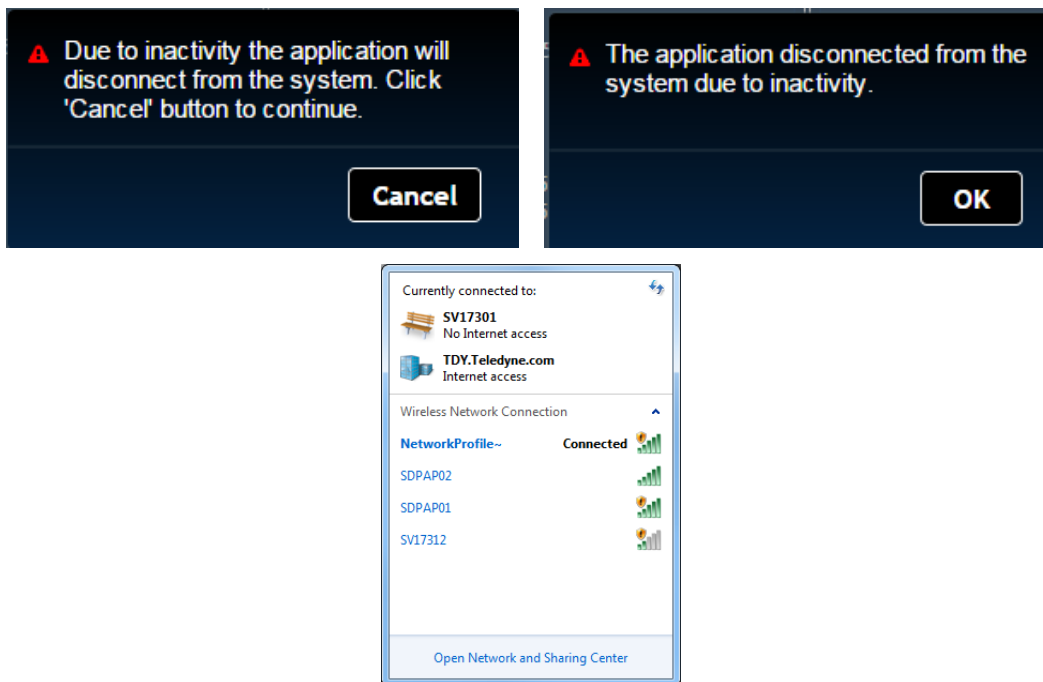 Due to inactivity the application will
disconnect from the system. Click
'Cancel' button to continue.
Cancel
The application disconnected from the
system due to inactivity.
OK
Currently connected to:
SV17301
No Internet access
TDY.Teledyne.com
Internet access
Wireless Network Connection
NetworkProfile~ Connected
SDPAP02
SDPAP01
SV17312
Open Network and Sharing Center